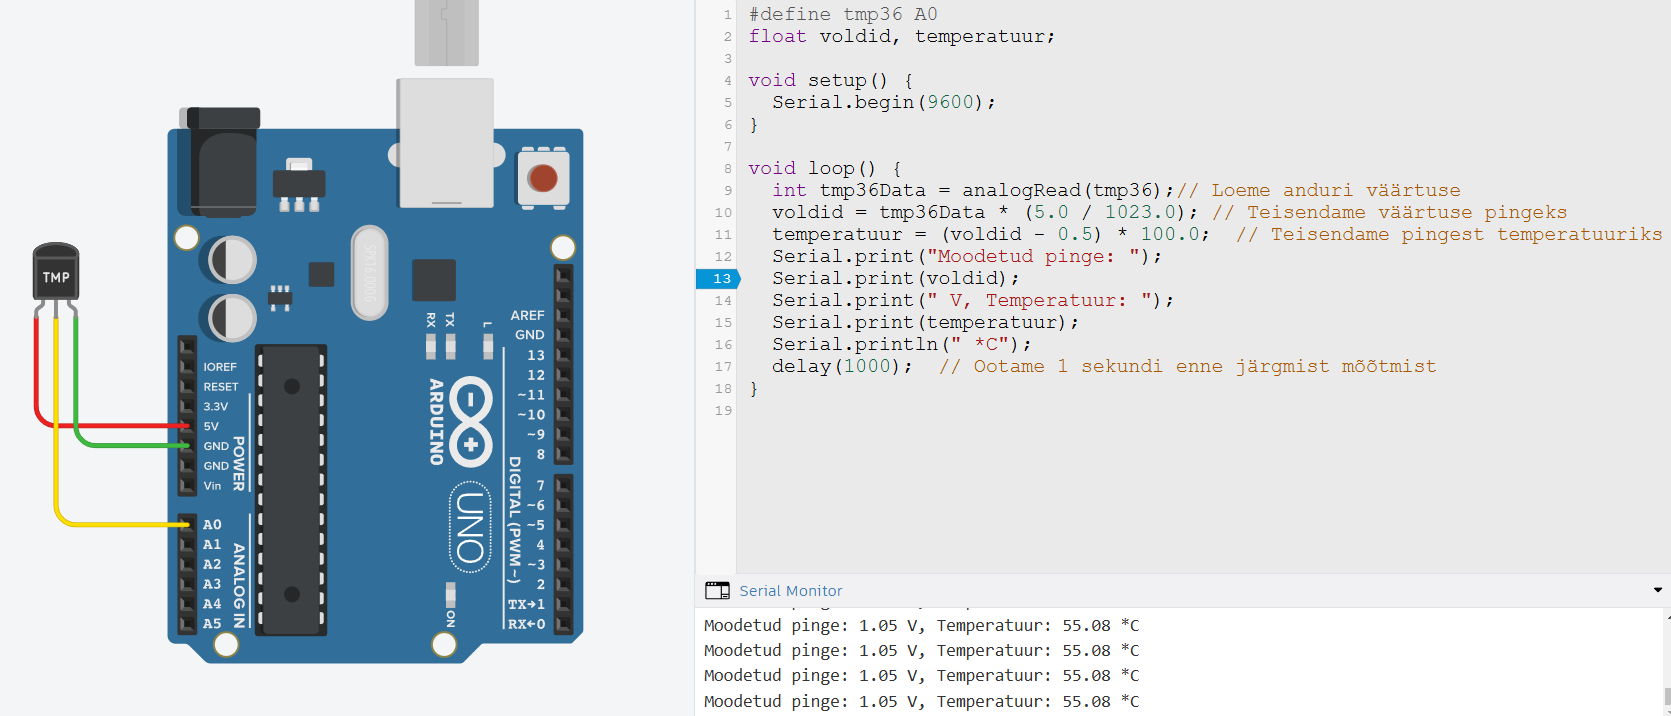 TMP
SPK16.000G
RX
TX
L
AREF
GND
13
12
~11
~10
~9
8
7
~6
~5
4
~3
2
TX→1
RX←0
IOREF
RESET
3.3V
5V
GND
GND
Vin
POWER
A0
A1
A2
A3
A4
A5
ANALOG IN
ARDUINO
UNO
DIGITAL (PWM~)
ON
1 #define tmp36 A0
2 float voldid, temperatuur;
3
4 void setup() {
5 Serial.begin(9600);
6 }
7
8 void loop() {
9 int tmp36Data = analogRead(tmp36);// Loeme anduri väärtuse
10 voldid = tmp36Data * (5.0 / 1023.0); // Teisendame väärtuse pingeks
11 temperatuur = (voldid - 0.5) * 100.0; // Teisendame pingest temperatuuriks
12 Serial.print("Moodetud pinge: ");
13 Serial.print(voldid);
14 Serial.print(" V, Temperatuur: ");
15 Serial.print(temperatuur);
16 Serial.println(" *C");
17 delay(1000); // Ootame 1 sekundi enne järgmist mõõtmist
18 }
19
Serial Monitor
Moodetud pinge: 1.05 V, Temperatuur: 55.08 *C
Moodetud pinge: 1.05 V, Temperatuur: 55.08 *C
Moodetud pinge: 1.05 V, Temperatuur: 55.08 *C
Moodetud pinge: 1.05 V, Temperatuur: 55.08 *C